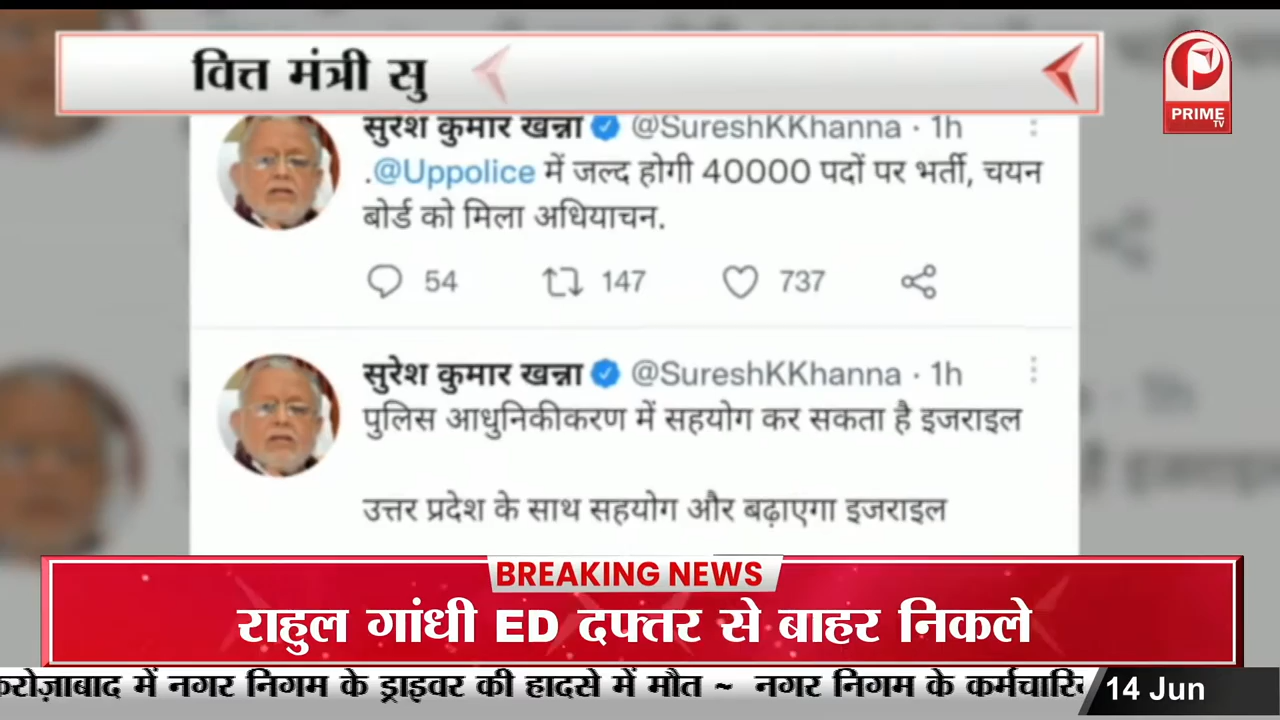 वित्त मंत्री सु
PRIME
TV
सुरेश कुमार खन्ना @SureshKKhanna · 1h
.@Uppolice में जल्द होगी 40000 पदों पर भर्ती, चयन
बोर्ड को मिला अधियाचन.
54 147 737
सुरेश कुमार खन्ना @SureshKKhanna · 1h
पुलिस आधुनिकीकरण में सहयोग कर सकता है इजराइल
उत्तर प्रदेश के साथ सहयोग और बढ़ाएगा इजराइल
BREAKING NEWS
राहुल गांधी ED दफ्तर से बाहर निकले
में नगर निगम के ड्राइवर की हादसे में मौत ~ नगर निगम के
14 Jun